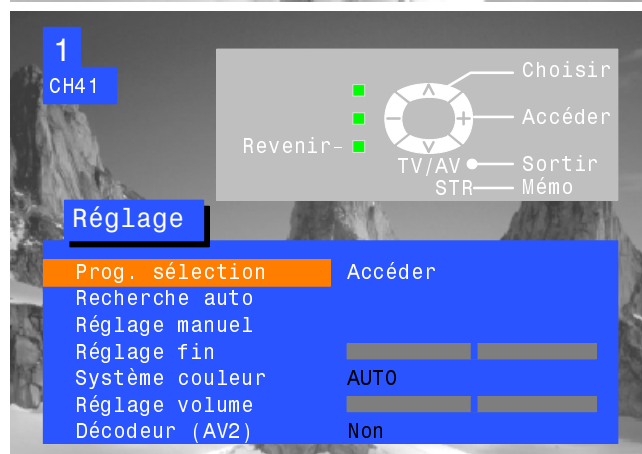 1
CH41
Choisir
Accéder
Revenir-
TV/AV Sortir
STR Mémo
Réglage
Prog. sélection Accéder
Recherche auto
Réglage manuel
Réglage fin
Système couleur AUTO
Réglage volume
Décodeur (AV2) Non